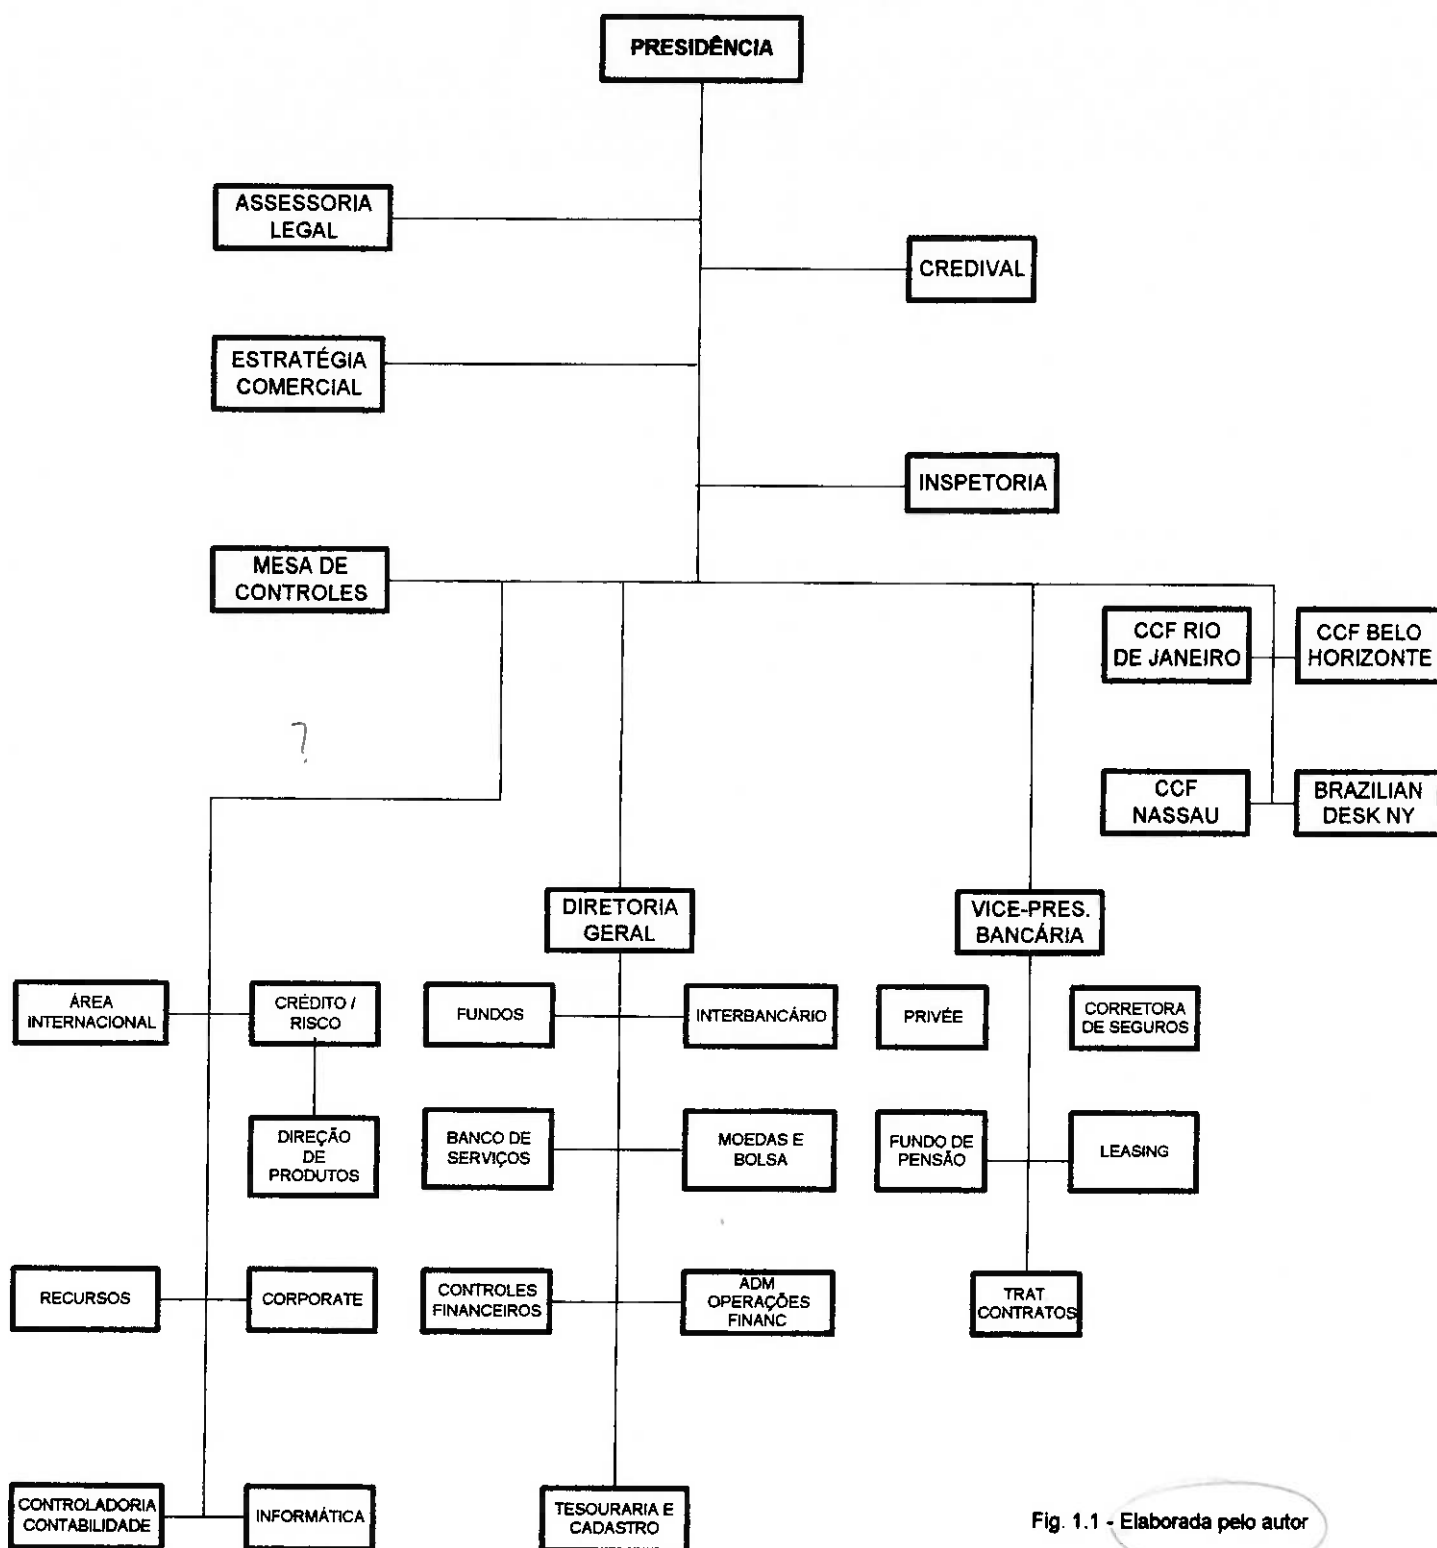 PRESIDÊNCIA
ASSESSORIA
LEGAL
CREDIVAL
ESTRATÉGIA
COMERCIAL
INSPETORIA
MESA DE
CONTROLES
CCF RIO
DE JANEIRO
CCF BELO
HORIZONTE
?
CCF
NASSAU
BRAZILIAN
DESK NY
DIRETORIA
GERAL
VICE-PRES.
BANCÁRIA
ÁREA
INTERNACIONAL
CRÉDITO /
RISCO
FUNDOS
INTERBANCÁRIO
PRIVÉE
CORRETORA
DE SEGUROS
DIREÇÃO
DE
PRODUTOS
BANCO DE
SERVIÇOS
MOEDAS E
BOLSA
FUNDO DE
PENSÃO
LEASING
RECURSOS
CORPORATE
CONTROLES
FINANCEIROS
ADM
OPERAÇÕES
FINANC
TRAT
CONTRATOS
CONTROLADORIA
CONTABILIDADE
INFORMÁTICA
TESOURARIA E
CADASTRO
Fig. 1.1 - Elaborada pelo autor